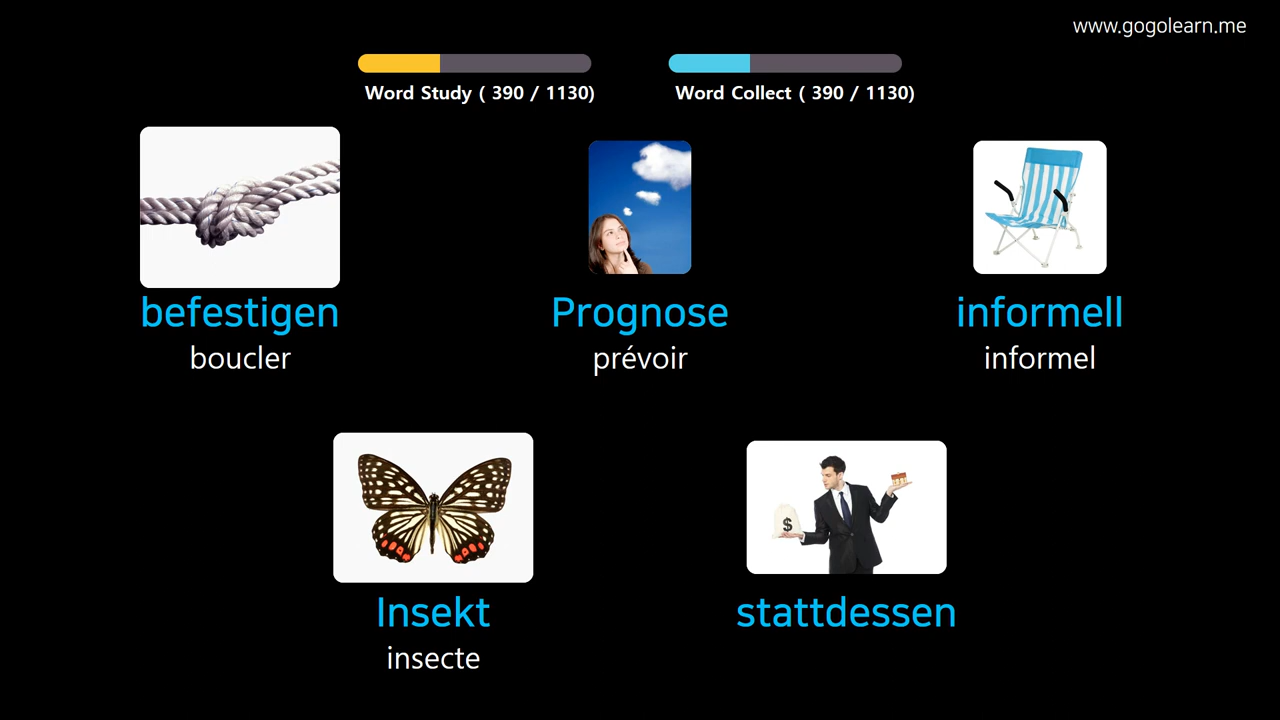 www.gogolearn.me
Word Study ( 390 / 1130)
Word Collect ( 390 / 1130)
befestigen
boucler
Prognose
prévoir
informell
informel
Insekt
insecte
$
stattdessen